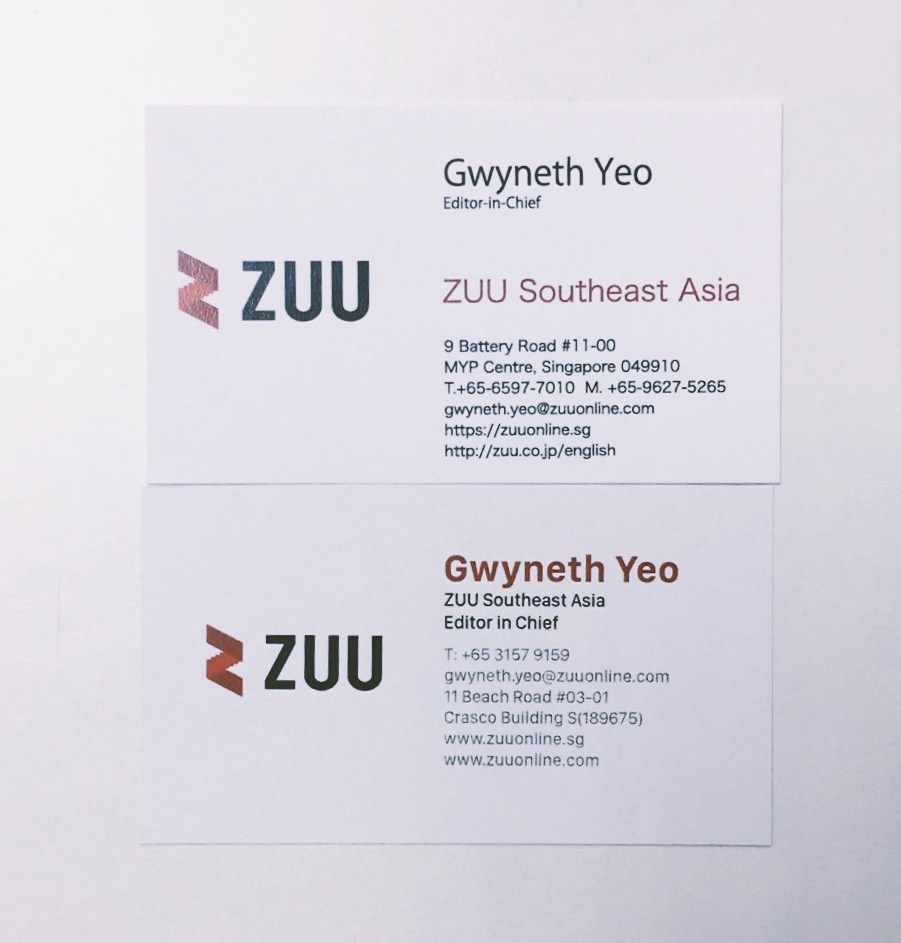 Gwyneth Yeo
Editor-in-Chief
ZUU
ZUU Southeast Asia
9 Battery Road #11-00
MYP Centre, Singapore 049910
T.+65-6597-7010 M. +65-9627-5265
gwyneth.yeo@zuuonline.com
https://zuuonline.sg
http://zuu.co.jp/english
Gwyneth Yeo
ZUU Southeast Asia
Editor in Chief
ZUU
T: +65 3157 9159
gwyneth.yeo@zuuonline.com
11 Beach Road #03-01
Crasco Building S(189675)
www.zuuonline.sg
www.zuuonline.com